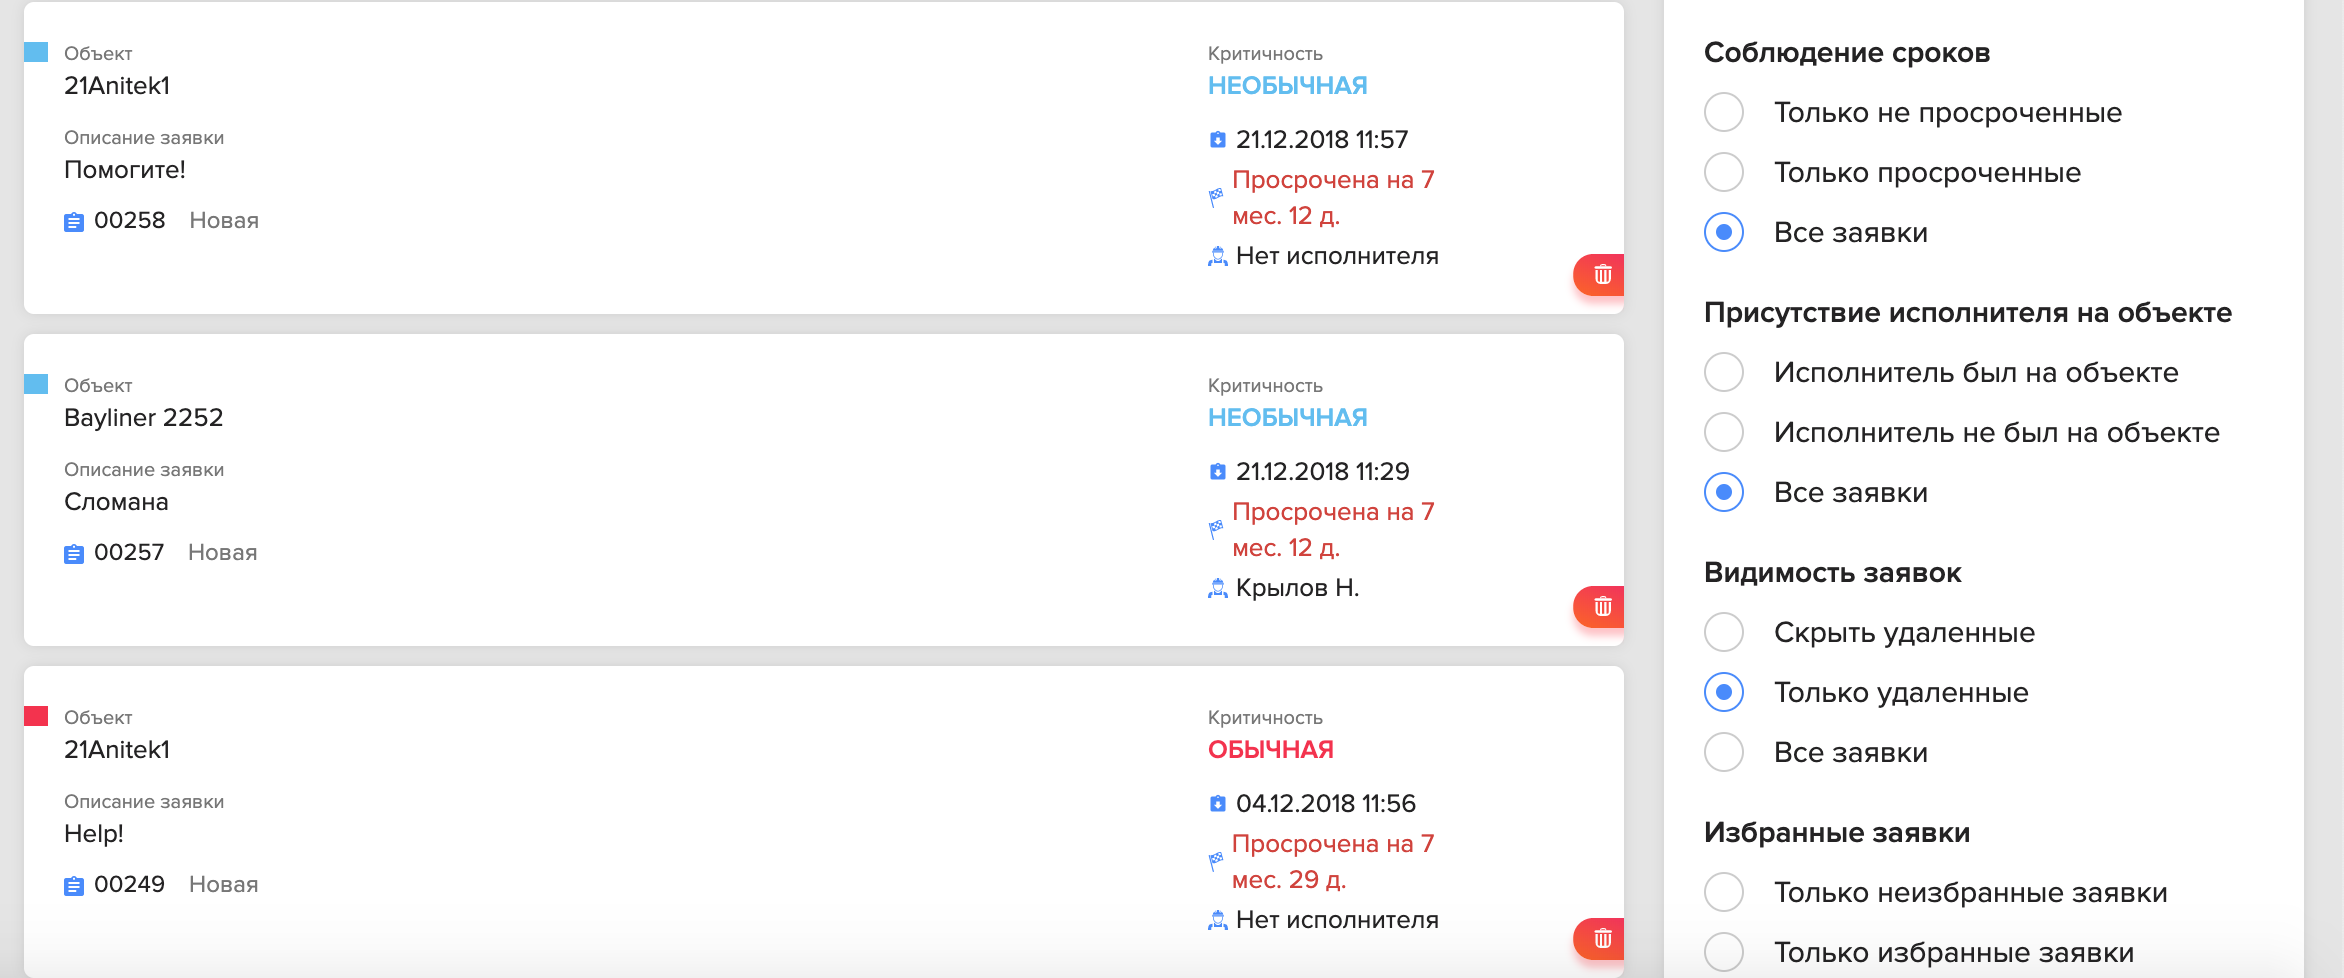 Объект
21Anitek1
Описание заявки
Помогите!
00258 Новая
Критичность
НЕОБЫЧНАЯ
21.12.2018 11:57
Просрочена на 7
мес. 12 д.
Нет исполнителя
Объект
Bayliner 2252
Описание заявки
Сломана
00257 Новая
Критичность
НЕОБЫЧНАЯ
21.12.2018 11:29
Просрочена на 7
мес. 12 д.
Крылов Н.
Объект
21Anitek1
Описание заявки
Help!
00249 Новая
Критичность
ОБЫЧНАЯ
04.12.2018 11:56
Просрочена на 7
мес. 29 д.
Нет исполнителя
Соблюдение сроков
Только не просроченные
Только просроченные
Все заявки
Присутствие исполнителя на объекте
Исполнитель был на объекте
Исполнитель не был на объекте
Все заявки
Видимость заявок
Скрыть удаленные
Только удаленные
Все заявки
Избранные заявки
Только неизбранные заявки
Только избранные заявки